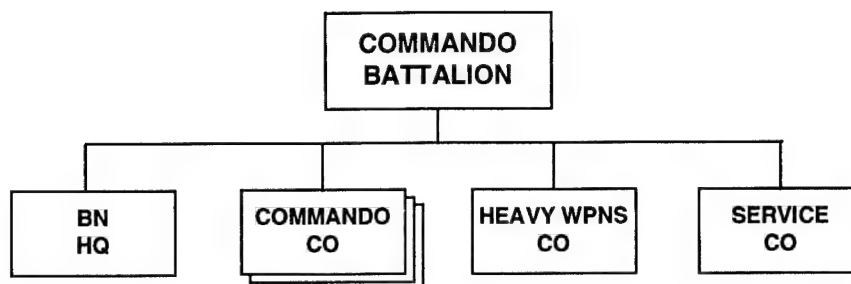 COMMANDO
BATTALION
BN
HQ
COMMANDO
CO
HEAVY WPNS
CO
SERVICE
CO